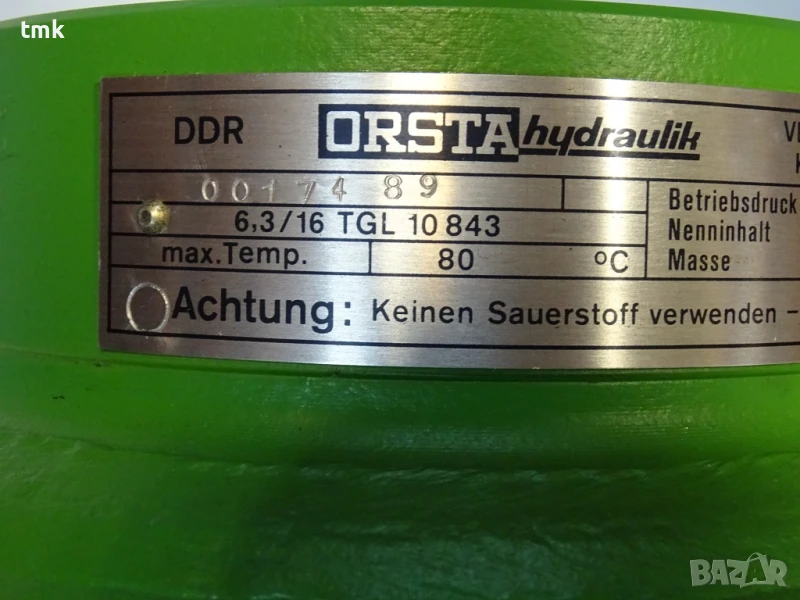 tmk
DDR ORSTA hydraulik
00174 89
6,3/16 TGL 10 843
max.Temp. 80 °C
Betriebsdruck
Nenninhalt
Masse
Achtung: Keinen Sauerstoff verwenden –
BAZAR